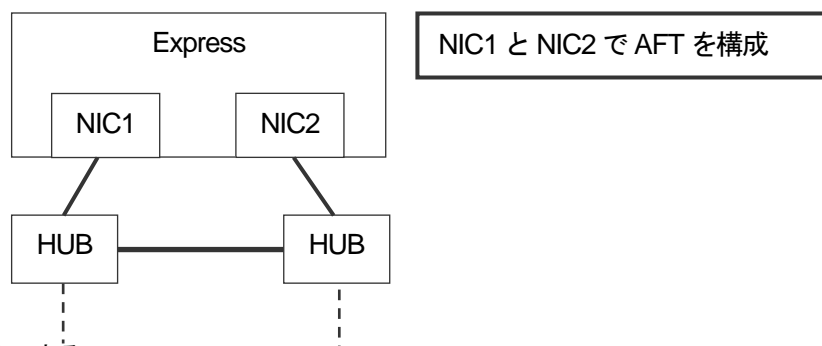 Express
NIC1 と NIC2 で AFT を構成
NIC1
NIC2
HUB
HUB